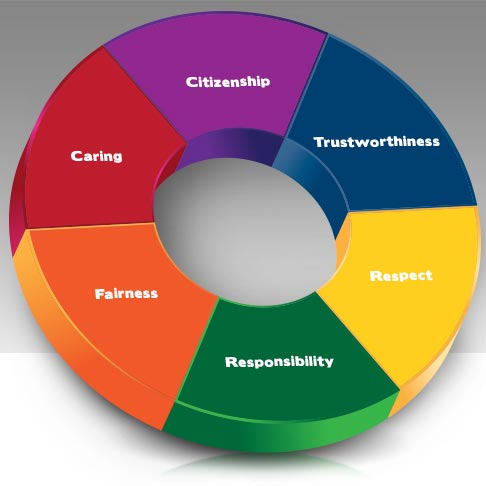 Citizenship
Trustworthiness
Caring
Respect
Fairness
Responsibility